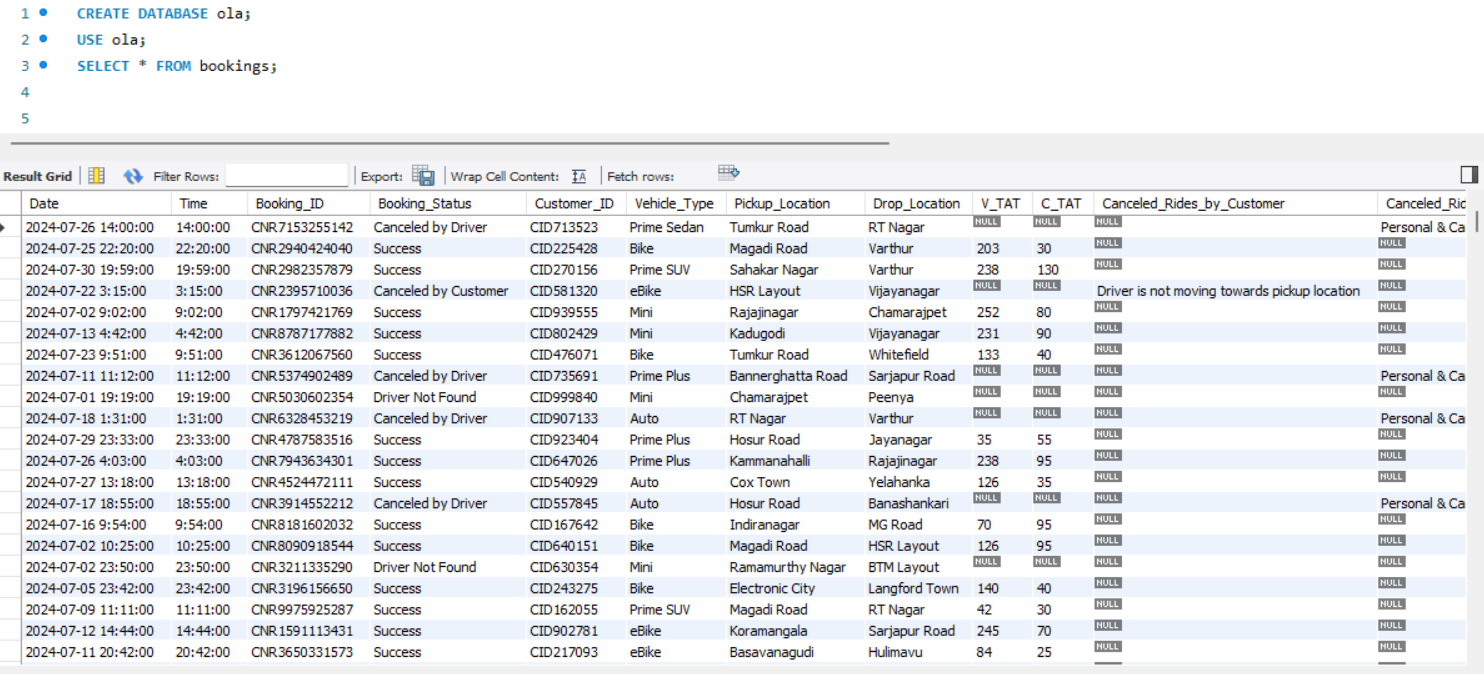 1 CREATE DATABASE ola;
2 USE ola;
3 SELECT * FROM bookings;
4
5
Result Grid Filter Rows: Export: Wrap Cell Content: Fetch rows:
Date Time Booking_ID Booking_Status Customer_ID Vehicle_Type Pickup_Location Drop_Location V_TAT C_TAT Canceled_Rides_by_Customer Canceled_Rid
2024-07-26 14:00:00 14:00:00 CNR7153255142 Canceled by Driver CID713523 Prime Sedan Tumkur Road RT Nagar NULL NULL NULL Personal & Ca
2024-07-25 22:20:00 22:20:00 CNR2940424040 Success CID225428 Bike Magadi Road Varthur 203 30 NULL NULL
2024-07-30 19:59:00 19:59:00 CNR2982357879 Success CID270156 Prime SUV Sahakar Nagar Varthur 238 130 NULL NULL
2024-07-22 3:15:00 3:15:00 CNR2395710036 Canceled by Customer CID581320 eBike HSR Layout Vijayanagar NULL NULL Driver is not moving towards pickup location NULL
2024-07-02 9:02:00 9:02:00 CNR1797421769 Success CID939555 Mini Rajajinagar Chamarajpet 252 80 NULL NULL
2024-07-13 4:42:00 4:42:00 CNR8787177882 Success CID802429 Mini Kadugodi Vijayanagar 231 90 NULL NULL
2024-07-23 9:51:00 9:51:00 CNR3612067560 Success CID476071 Bike Tumkur Road Whitefield 133 40 NULL NULL
2024-07-11 11:12:00 11:12:00 CNR5374902489 Canceled by Driver CID735691 Prime Plus Bannerghatta Road Sarjapur Road NULL NULL NULL Personal & Ca
2024-07-01 19:19:00 19:19:00 CNR5030602354 Driver Not Found CID999840 Mini Chamarajpet Peenya NULL NULL NULL NULL
2024-07-18 1:31:00 1:31:00 CNR6328453219 Canceled by Driver CID907133 Auto RT Nagar Varthur NULL NULL NULL Personal & Ca
2024-07-29 23:33:00 23:33:00 CNR4787583516 Success CID923404 Prime Plus Hosur Road Jayanagar 35 55 NULL NULL
2024-07-26 4:03:00 4:03:00 CNR7943634301 Success CID647026 Prime Plus Kammanahalli Rajajinagar 238 95 NULL NULL
2024-07-27 13:18:00 13:18:00 CNR4524472111 Success CID540929 Auto Cox Town Yelahanka 126 35 NULL NULL
2024-07-17 18:55:00 18:55:00 CNR3914552212 Canceled by Driver CID557845 Auto Hosur Road Banashankari NULL NULL NULL Personal & Ca
2024-07-16 9:54:00 9:54:00 CNR8181602032 Success CID167642 Bike Indiranagar MG Road 70 95 NULL NULL
2024-07-02 10:25:00 10:25:00 CNR8090918544 Success CID640151 Bike Magadi Road HSR Layout 126 95 NULL NULL
2024-07-02 23:50:00 23:50:00 CNR3211335290 Driver Not Found CID630354 Mini Ramamurthy Nagar BTM Layout NULL NULL NULL NULL
2024-07-05 23:42:00 23:42:00 CNR3196156650 Success CID243275 Bike Electronic City Langford Town 140 40 NULL NULL
2024-07-09 11:11:00 11:11:00 CNR9975925287 Success CID162055 Prime SUV Magadi Road RT Nagar 42 30 NULL NULL
2024-07-12 14:44:00 14:44:00 CNR1591113431 Success CID902781 eBike Koramangala Sarjapur Road 245 70 NULL NULL
2024-07-11 20:42:00 20:42:00 CNR3650331573 Success CID217093 eBike Basavanagudi Hulimavu 84 25 NULL NULL